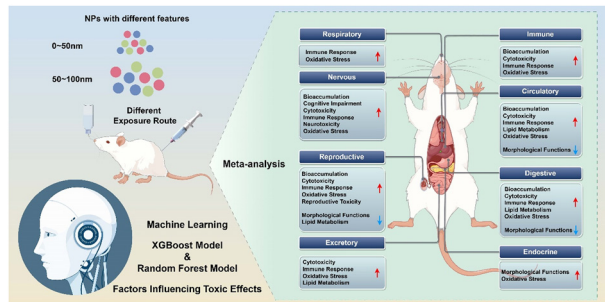 NPs with different features
0~50nm
50~100nm
Different
Exposure Route
Machine Learning
XGBoost Model
&
Random Forest Model
Factors Influencing Toxic Effects
Meta-analysis
Respiratory
Immune Response
Oxidative Stress
Nervous
Bioaccumulation
Cognitive Impairment
Cytotoxicity
Immune Response
Neurotoxicity
Oxidative Stress
Reproductive
Bioaccumulation
Cytotoxicity
Immune Response
Oxidative Stress
Reproductive Toxicity
Morphological Functions
Lipid Metabolism
Excretory
Cytotoxicity
Immune Response
Oxidative Stress
Lipid Metabolism
Immune
Bioaccumulation
Cytotoxicity
Immune Response
Oxidative Stress
Circulatory
Bioaccumulation
Cytotoxicity
Immune Response
Lipid Metabolism
Oxidative Stress
Morphological Functions
Digestive
Bioaccumulation
Cytotoxicity
Immune Response
Lipid Metabolism
Oxidative Stress
Morphological Functions
Endocrine
Morphological Functions
Oxidative Stress